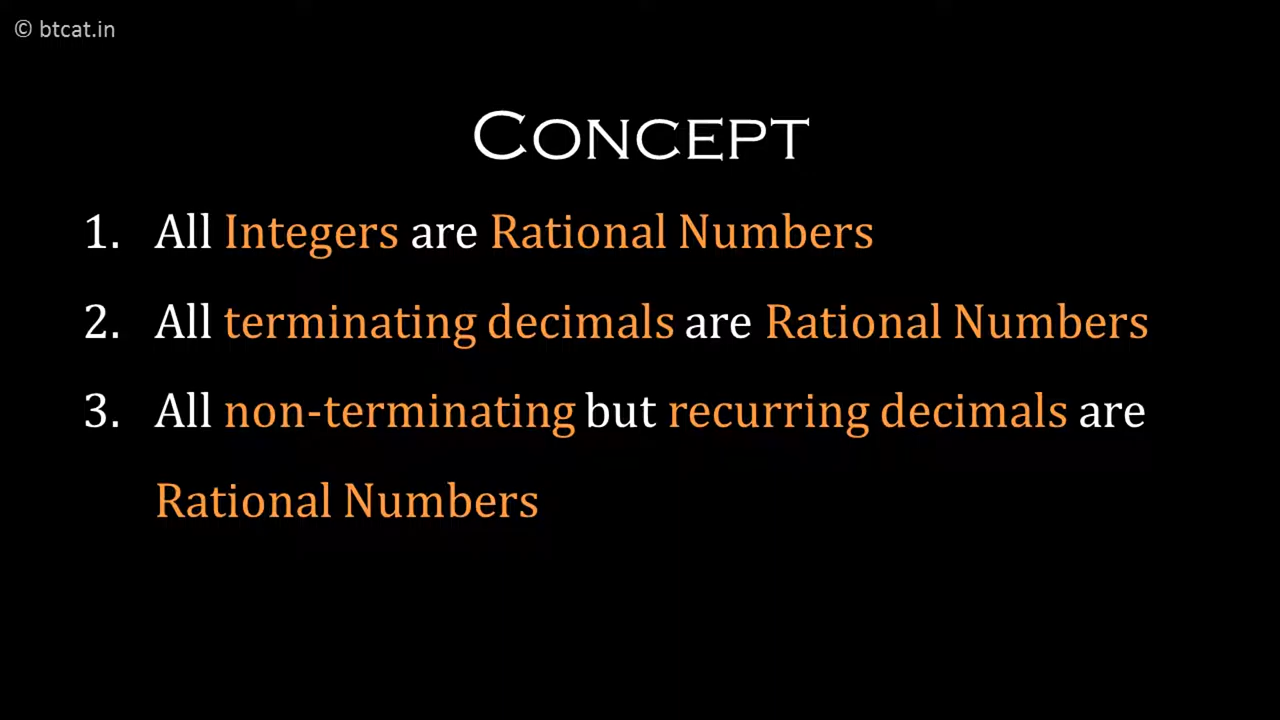 © btcat.in
CONCEPT
1. All Integers are Rational Numbers
2. All terminating decimals are Rational Numbers
3. All non-terminating but recurring decimals are
Rational Numbers